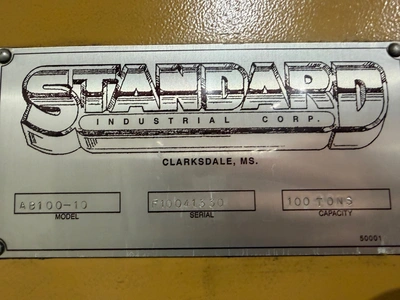 STANDARD
INDUSTRIAL CORP.
CLARKSDALE, MS.
AB100-10 100 TONS
MODEL SERIAL CAPACITY
50001